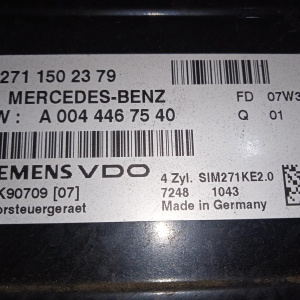 271 150 23 79
MERCEDES-BENZ FD 07W3
W: A 004 446 75 40 Q 01
EMENS VDO 4 Zyl. SIM271KE2.0
K90709 [07] 7248 1043
orsteuergeraet Made in Germany